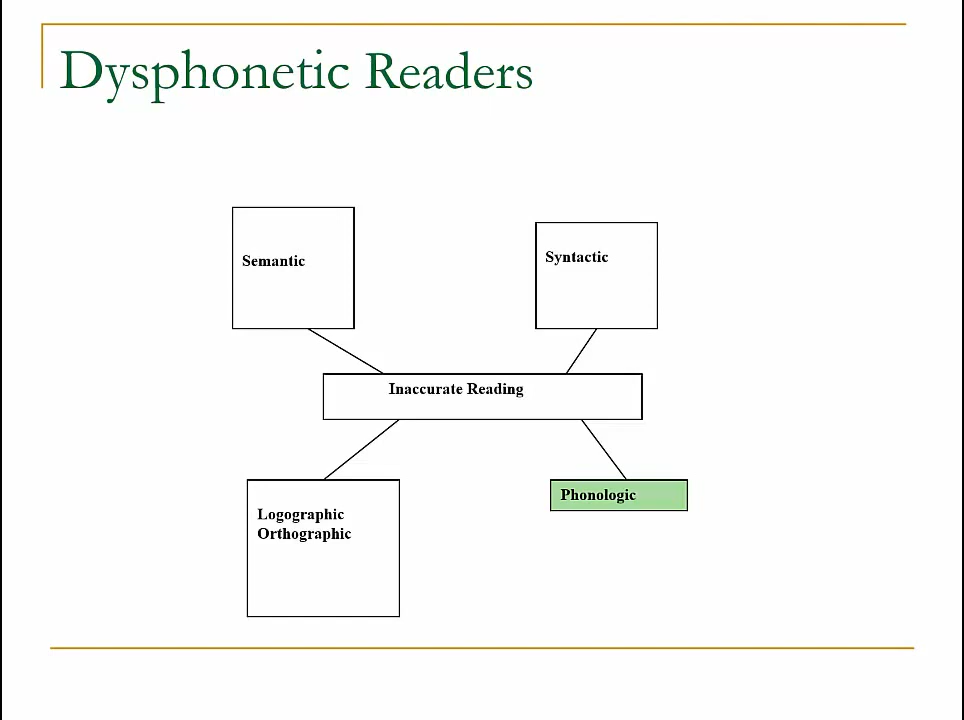 Dysphonetic Readers
Semantic
Syntactic
Inaccurate Reading
Logographic
Orthographic
Phonologic